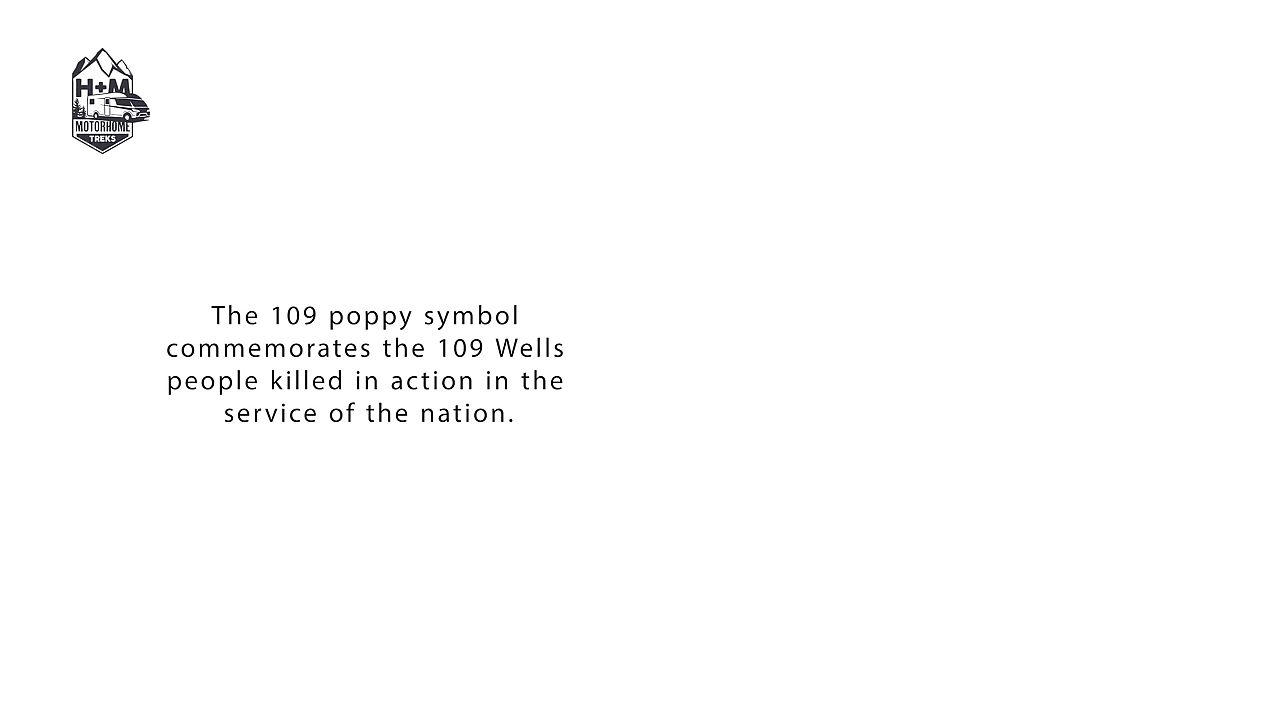 H+M
MOTORHOME
TREKS
The 109 poppy symbol
commemorates the 109 Wells
people killed in action in the
service of the nation.